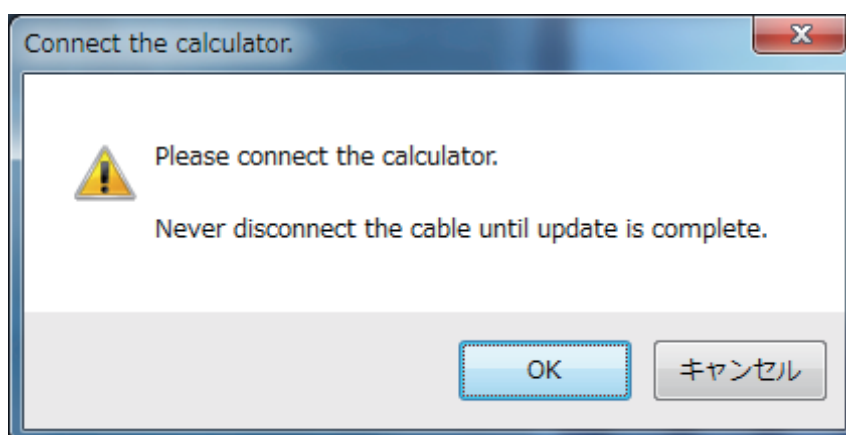 Connect the calculator.
Please connect the calculator.
Never disconnect the cable until update is complete.
OK
キャンセル